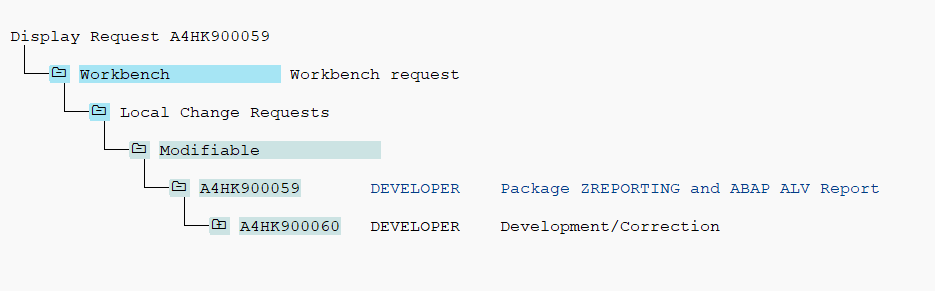 Display Request A4HK900059
Workbench Workbench request
Local Change Requests
Modifiable
A4HK900059 DEVELOPER Package ZREPORTING and ABAP ALV Report
A4HK900060 DEVELOPER Development/Correction